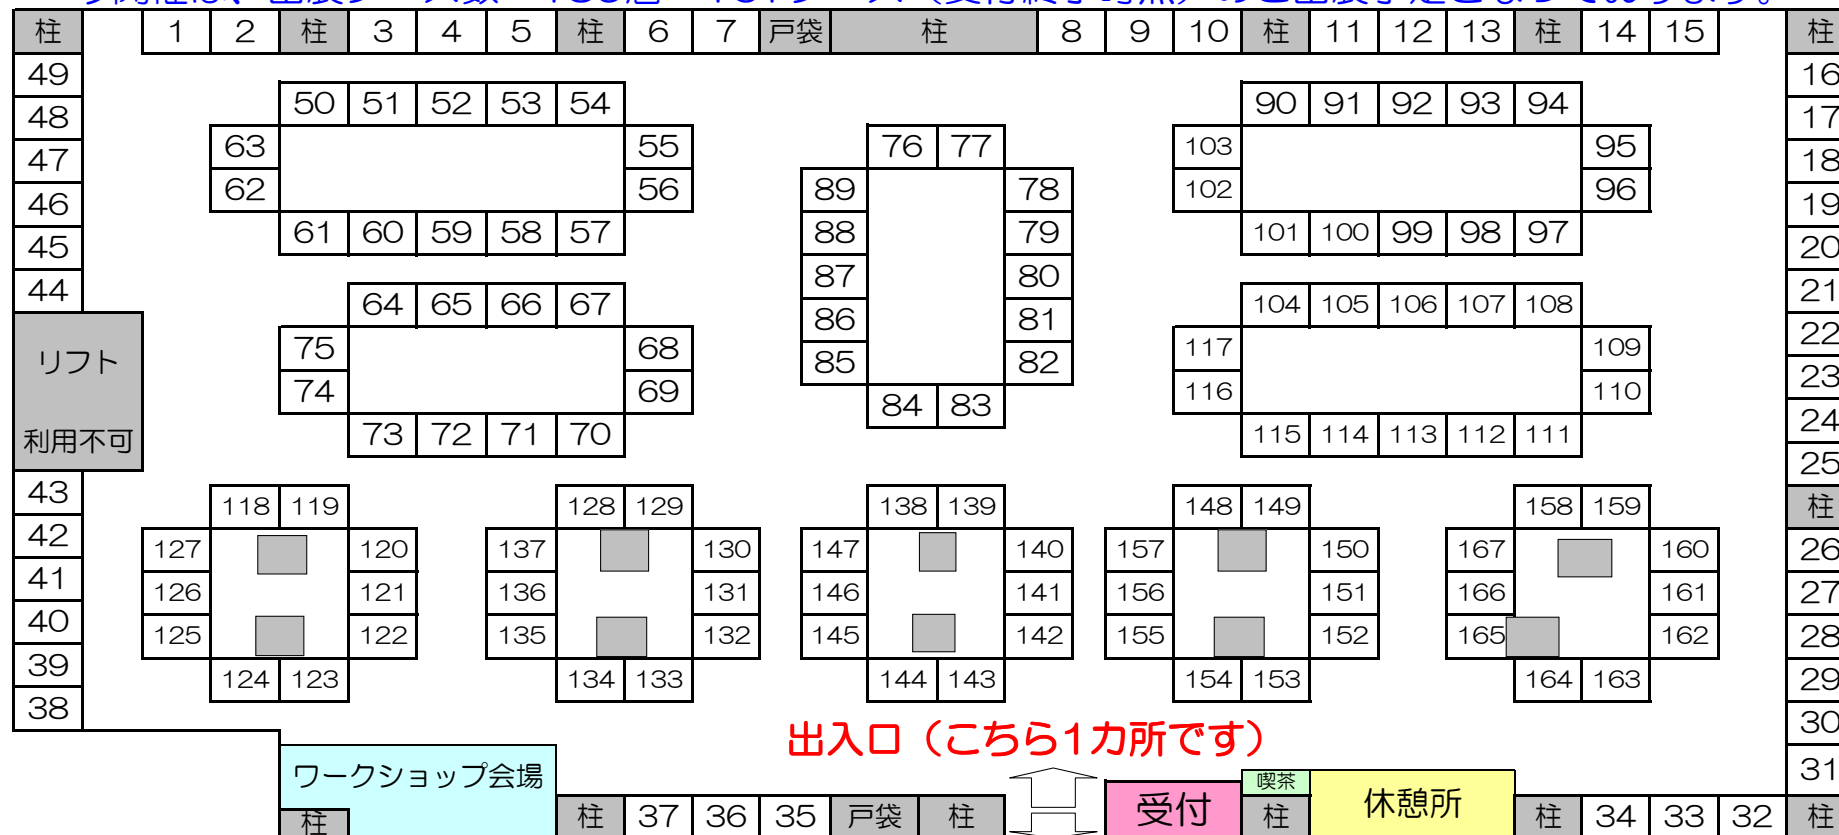 柱 1 2 柱 3 4 5 柱 6 7 戸袋 柱 8 9 10 柱 11 12 13 柱 14 15 柱
49 16
50 51 52 53 54 90 91 92 93 94
48 17
63 55 76 77 103 95
47 18
62 56 89 78 102 96
46 19
61 60 59 58 57 88 79 101 100 99 98 97
45 20
87 80
44 21
64 65 66 67 86 81 104 105 106 107 108
22
リフト 75 68 85 82 117 109
23
74 69 84 83 116 110
24
利用不可 73 72 71 70 115 114 113 112 111
25
43 118 119 128 129 138 139 148 149 158 159 柱
42 127 120 137 130 147 140 157 150 167 160 26
41 126 121 136 131 146 141 156 151 166 161 27
40 125 122 135 132 145 142 155 152 165 162 28
39 124 123 134 133 144 143 154 153 164 163 29
38 30
出入口（こちら1カ所です）
ワークショップ会場 喫茶 31
柱 柱 37 36 35 戸袋 柱 受付 柱 休憩所 柱 34 33 32 柱